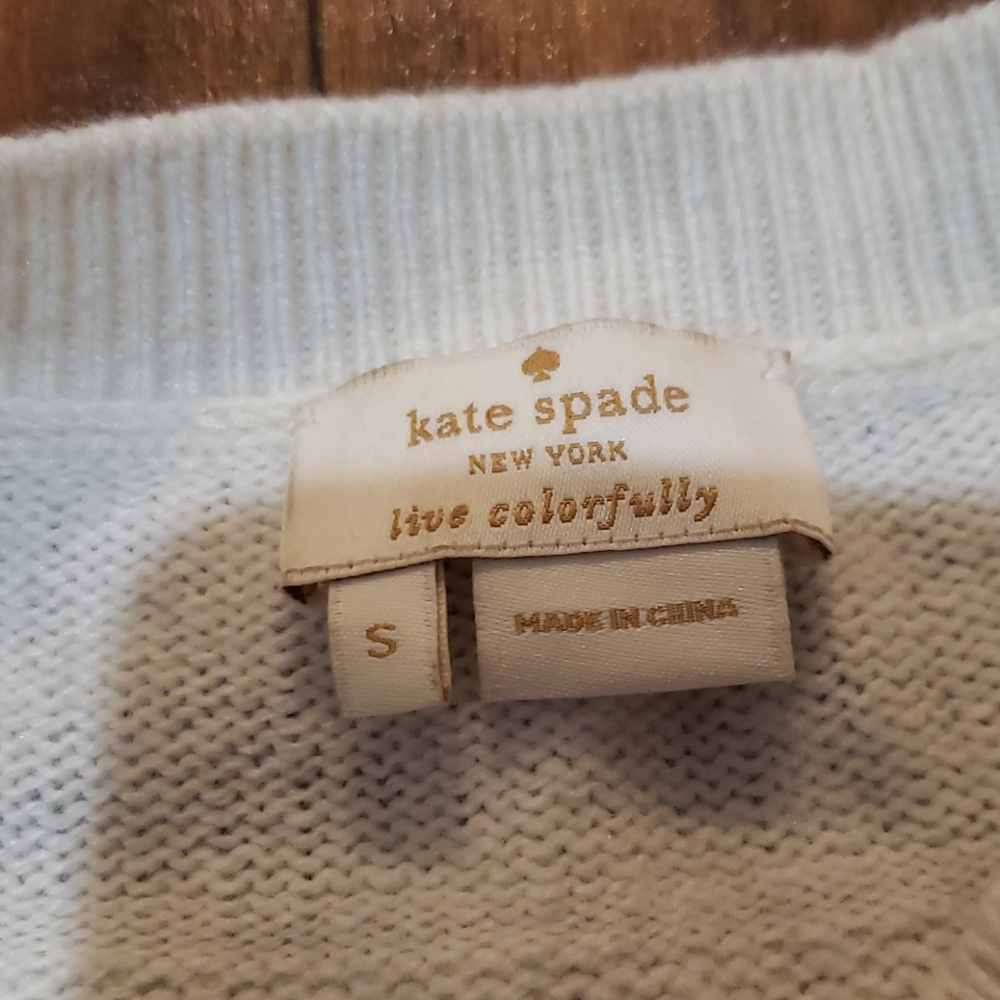 kate spade
NEW YORK
live colorfully
S
MADE IN CHINA